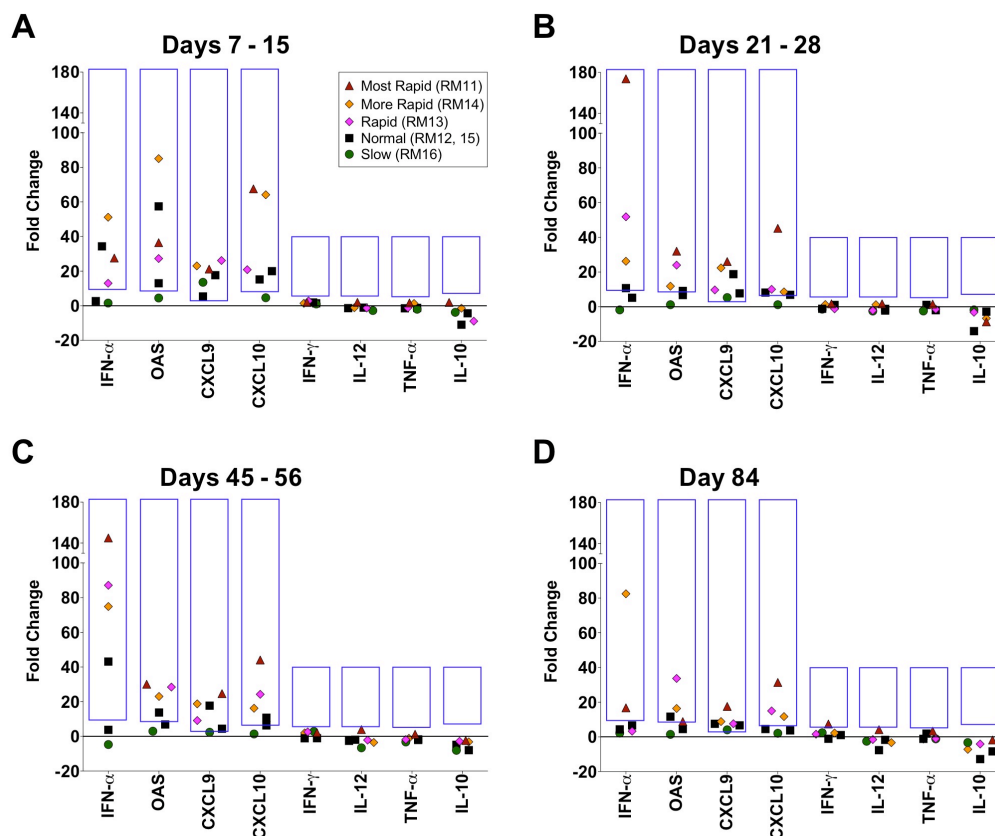 A
Days 7 - 15
Fold Change
180
140
100
80
60
40
20
0
-20
Most Rapid (RM11)
More Rapid (RM14)
Rapid (RM13)
Normal (RM12, 15)
Slow (RM16)
IFN-α
OAS
CXCL9
CXCL10
IFN-γ
IL-12
TNF-α
IL-10
B
Days 21 - 28
Fold Change
180
140
100
80
60
40
20
0
-20
IFN-α
OAS
CXCL9
CXCL10
IFN-γ
IL-12
TNF-α
IL-10
C
Days 45 - 56
Fold Change
180
140
100
80
60
40
20
0
-20
IFN-α
OAS
CXCL9
CXCL10
IFN-γ
IL-12
TNF-α
IL-10
D
Day 84
Fold Change
180
140
100
80
60
40
20
0
-20
IFN-α
OAS
CXCL9
CXCL10
IFN-γ
IL-12
TNF-α
IL-10